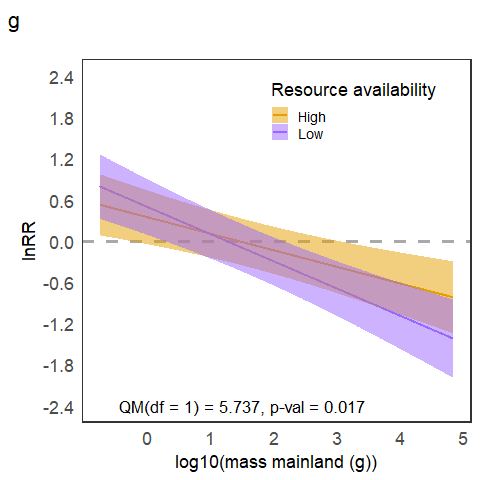 g
Resource availability
High
Low
lnRR
2.4
1.8
1.2
0.6
0.0
-0.6
-1.2
-1.8
-2.4
QM(df = 1) = 5.737, p-val = 0.017
0 1 2 3 4 5
log10(mass mainland (g))